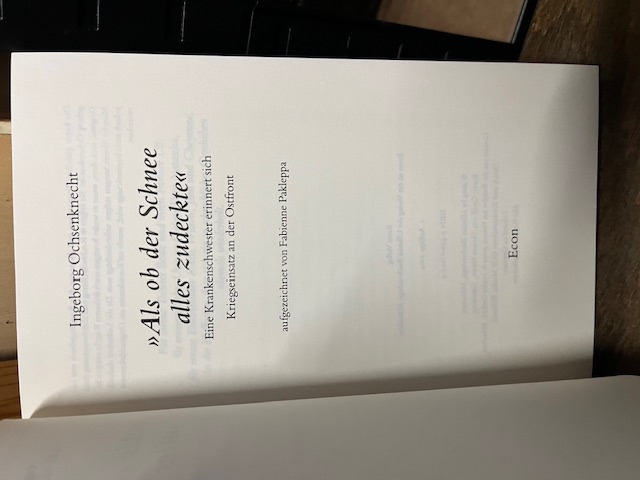 Ingeborg Ochsenknecht
»Als ob der Schnee
alles zudeckte«
Eine Krankenschwester erinnert sich
Kriegseinsatz an der Ostfront
aufgezeichnet von Fabienne Pakleppa
Econ